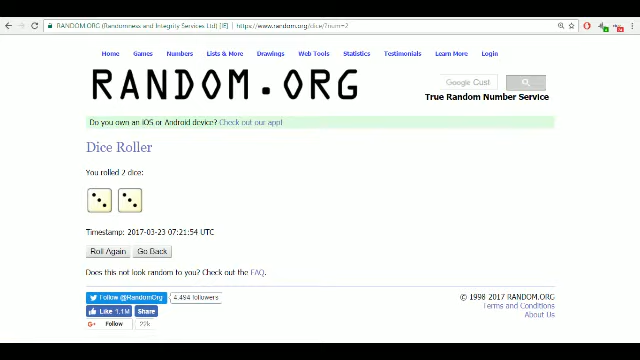 RANDOM.ORG (Randomness and Integrity Services Ltd) [IE] https://www.random.org/dice/?num=2
Home Games Numbers Lists & More Drawings Web Tools Statistics Testimonials Learn More Login
RANDOM.ORG
Google Cust
True Random Number Service
Do you own an iOS or Android device? Check out our app!
Dice Roller
You rolled 2 dice:
Timestamp: 2017-03-23 07:21:54 UTC
Roll Again Go Back
Does this not look random to you? Check out the FAQ.
Follow @RandomOrg 4,494 followers
Like 1.1M Share
G+ Follow 22k
© 1998 2017 RANDOM.ORG
Terms and Conditions
About Us